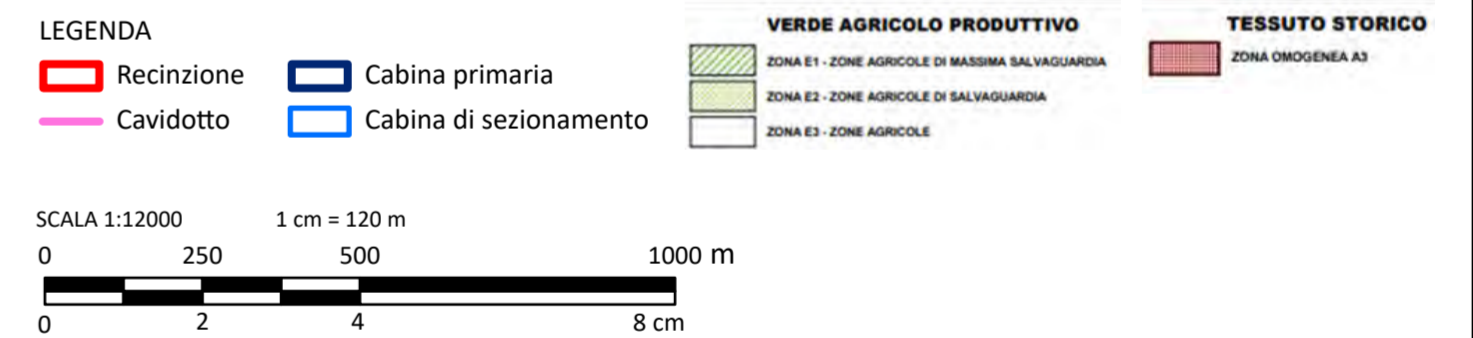 LEGENDA
Recinzione
Cabina primaria
Cavidotto
Cabina di sezionamento
VERDE AGRICOLO PRODUTTIVO
ZONA E1 - ZONE AGRICOLE DI MASSIMA SALVAGUARDIA
ZONA E2 - ZONE AGRICOLE DI SALVAGUARDIA
ZONA E3 - ZONE AGRICOLE
TESSUTO STORICO
ZONA OMOGENEA A3
SCALA 1:12000 1 cm = 120 m
0 250 500 1000 m
0 2 4 8 cm